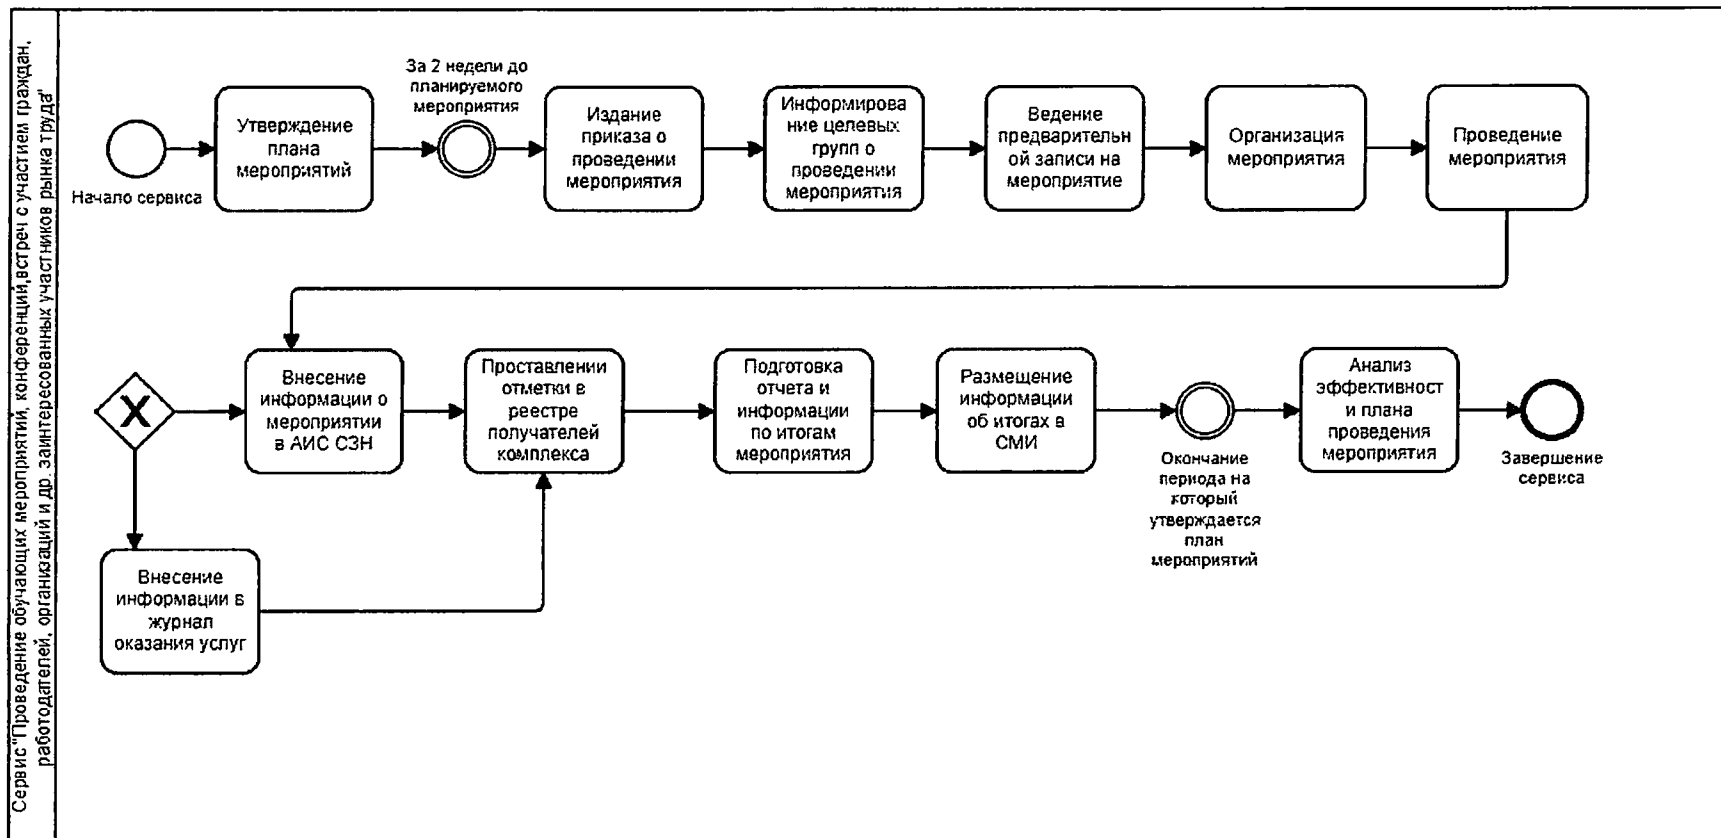 Сервис "Проведение обучающих мероприятий, конференций,встреч с участием граждан,
работодателей, организаций и др. заинтересованных участников рынка труда"
Начало сервиса
Утверждение
плана
мероприятий
За 2 недели до
планируемого
мероприятия
Издание
приказа о
проведении
мероприятия
Информирова
ние целевых
групп о
проведении
мероприятия
Ведение
предварительн
ой записи на
мероприятие
Организация
мероприятия
Проведение
мероприятия
X
Внесение
информации о
мероприятии
в АИС СЗН
Проставлении
отметки в
реестре
получателей
комплекса
Подготовка
отчета и
информации
по итогам
мероприятия
Размещение
информации
об итогах в
СМИ
Окончание
периода на
который
утверждается
план
мероприятий
Анализ
эффективност
и плана
проведения
мероприятия
Завершение
сервиса
Внесение
информации в
журнал
оказания услуг